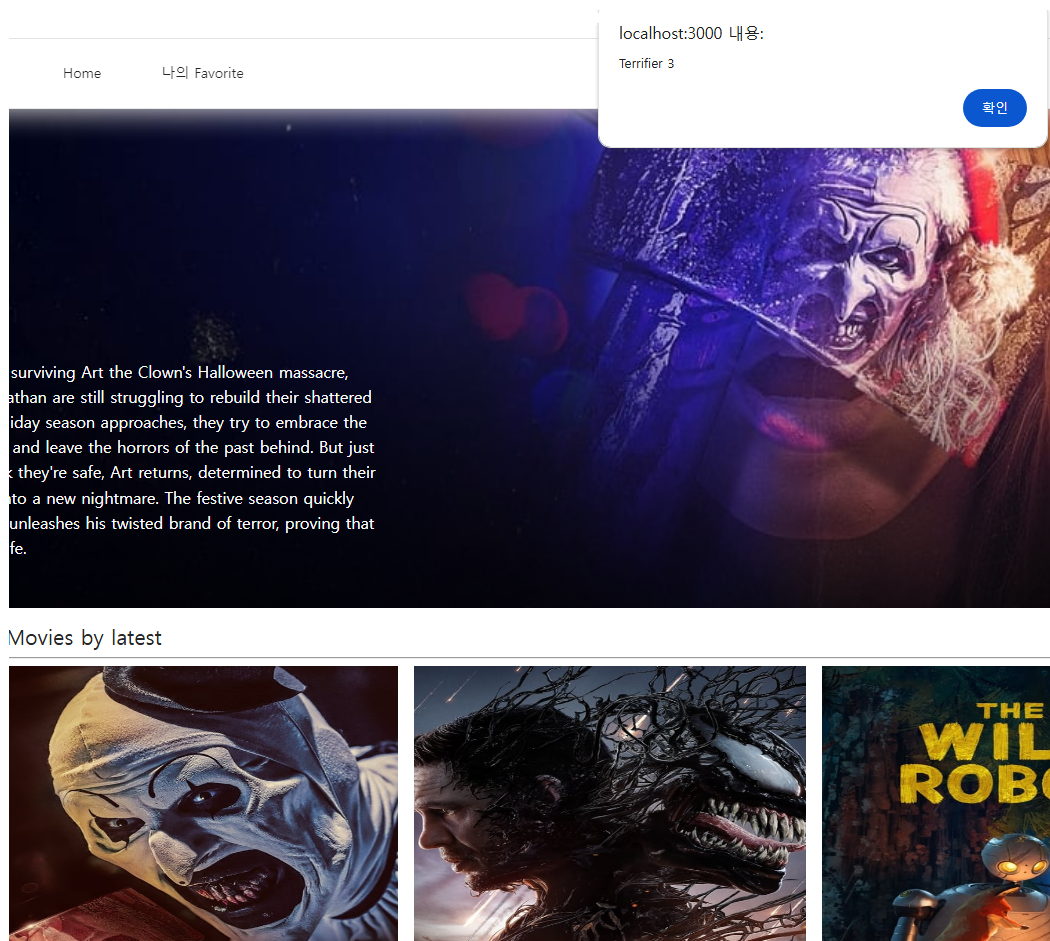 localhost:3000 내용:
Terrifier 3
확인
Home
나의 Favorite
surviving Art the Clown's Halloween massacre,
athan are still struggling to rebuild their shattered
iday season approaches, they try to embrace the
and leave the horrors of the past behind. But just
they're safe, Art returns, determined to turn their
to a new nightmare. The festive season quickly
unleashes his twisted brand of terror, proving that
fe.
Movies by latest
THE
WIL
ROB